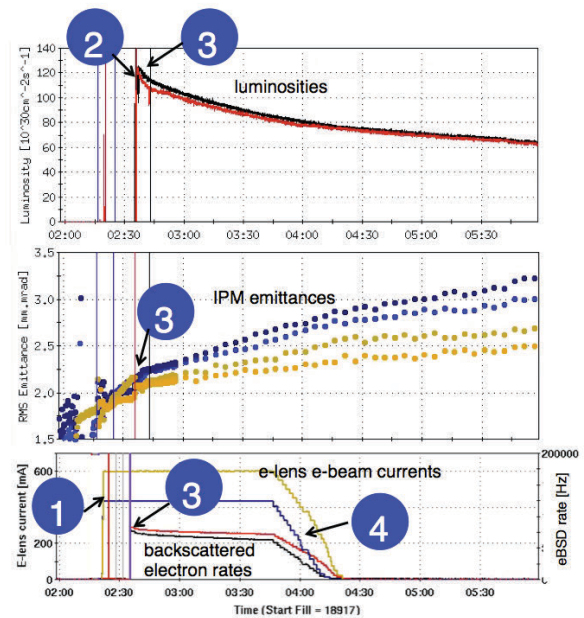 2
3
140
120
100
80
60
40
20
0
Luminosity [10^30cm^-2s^-1]
luminosities
02:00 02:30 03:00 03:30 04:00 04:30 05:00 05:30
3.5
3.0
2.5
2.0
1.5
RMS Emittance [mm.mrad]
IPM emittances
3
600
400
200
0
E-lens current [mA]
200000
0
eBSD rate [Hz]
e-lens e-beam currents
1
3
4
backscattered
electron rates
02:00 02:30 03:00 03:30 04:00 04:30 05:00 05:30
Time (Start Fill = 18917)